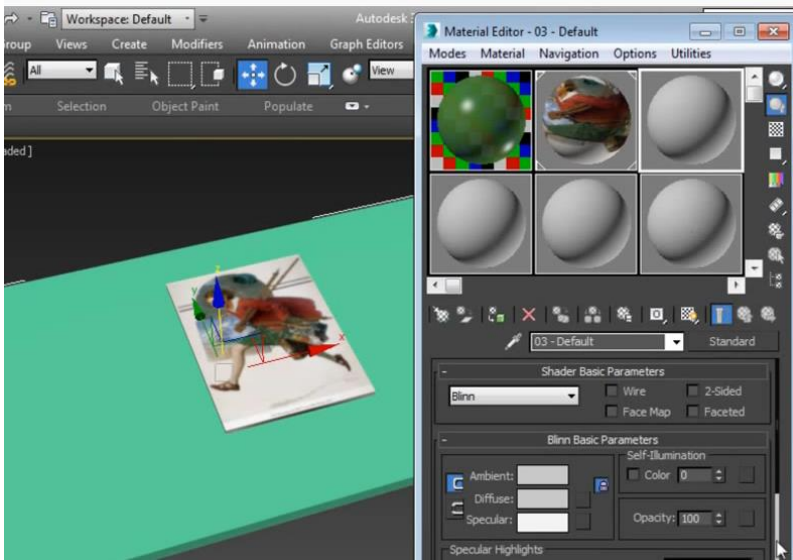 Workspace: Default
Autodesk 3
roup Views Create Modifiers Animation Graph Editors
All
View
m Selection Object Paint Populate
aded ]
Material Editor - 03 - Default
Modes Material Navigation Options Utilities
03 - Default
Standard
Shader Basic Parameters
Blinn
Wire 2-Sided
Face Map Faceted
Blinn Basic Parameters
Self-Illumination
Ambient:
Color 0
Diffuse:
Specular:
Opacity: 100
Specular Highlights